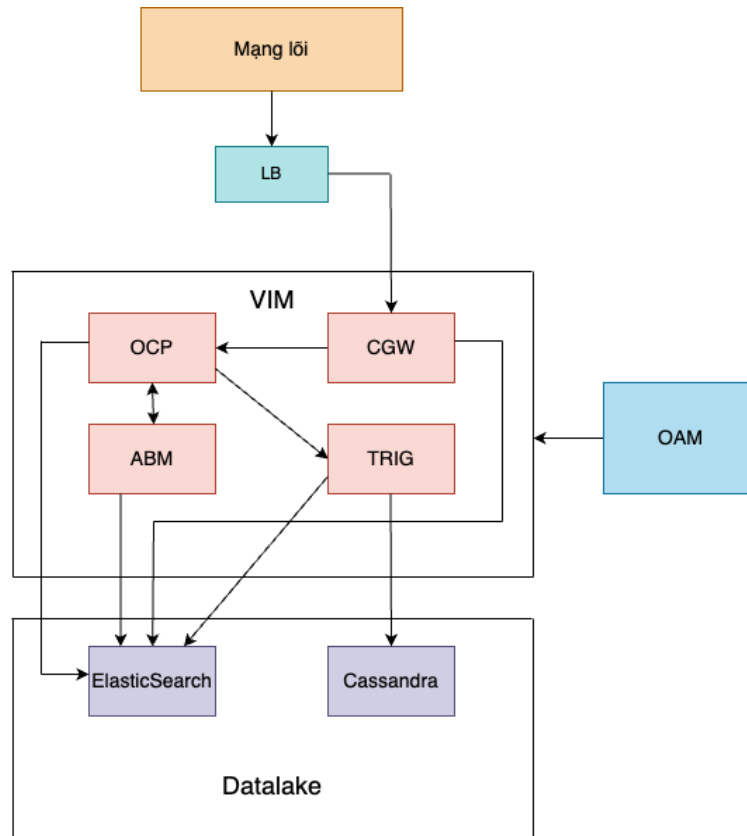 Mạng lõi
LB
VIM
OCP
CGW
ABM
TRIG
OAM
ElasticSearch
Cassandra
Datalake